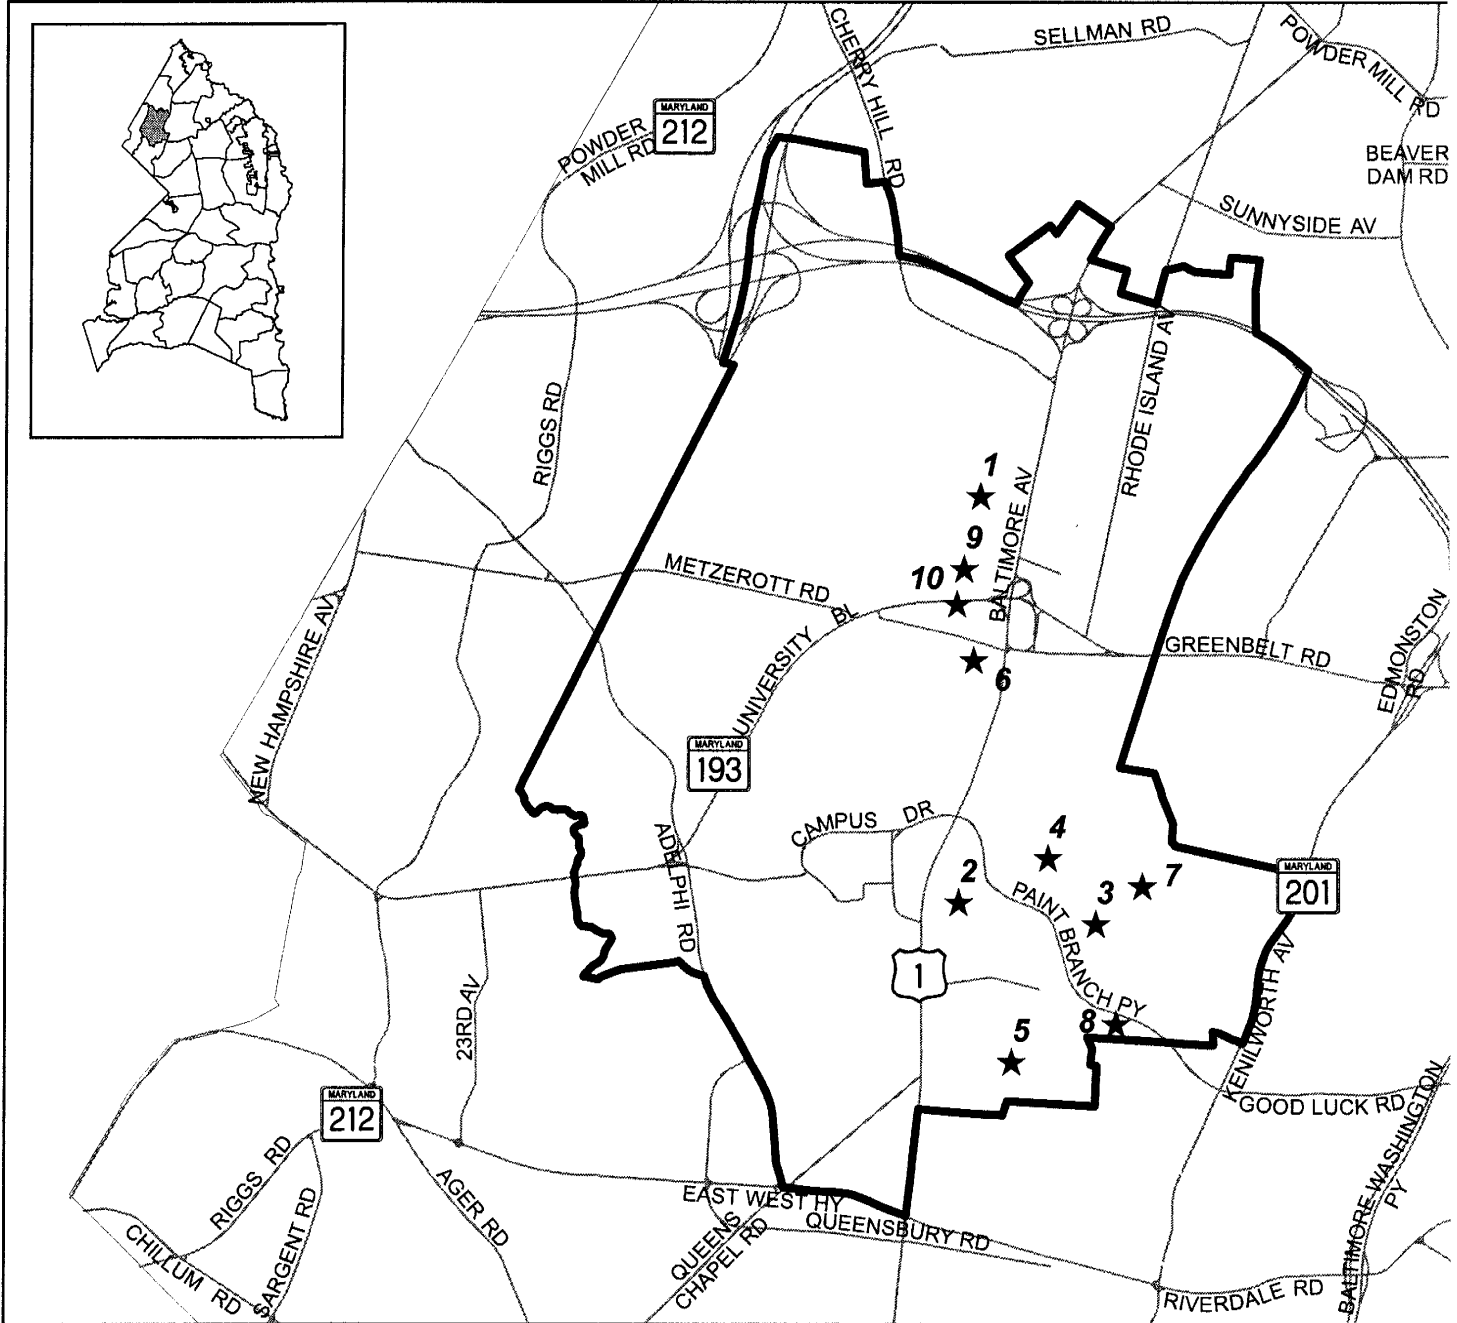 SELLMAN RD
POWDER MILL RD
CHERRY HILL RD
MARYLAND
212
POWDER
MILL RD
BEAVER
DAM RD
SUNNYSIDE AV
RIGGS RD
RHODE ISLAND AV
1
BALTIMORE AV
9
10
METZEROTT RD
UNIVERSITY BL
GREENBELT RD
EDMONSTON
RD
6
NEW HAMPSHIRE AV
MARYLAND
193
CAMPUS DR
ADELPHI RD
4
2
7
3
MARYLAND
201
PAINT BRANCH PY
1
23RD AV
KENILWORTH AV
8
5
MARYLAND
212
GOOD LUCK RD
BALTIMORE WASHINGTON
PY
RIGGS RD
SARGENT RD
AGER RD
EAST WEST HY
QUEENSBURY RD
QUEENS
CHAPEL RD
CHILLUM RD
RIVERDALE RD